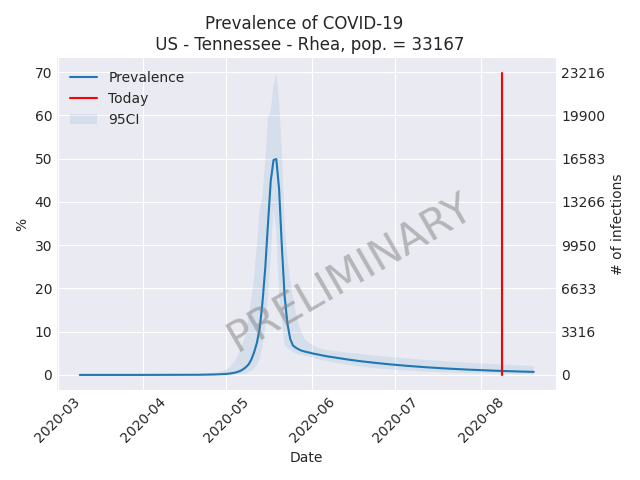 Prevalence of COVID-19
US - Tennessee - Rhea, pop. = 33167
Prevalence
Today
95CI
70
60
50
40
30
20
10
0
%
23216
19900
16583
13266
9950
6633
3316
0
# of infections
PRELIMINARY
2020-03
2020-04
2020-05
2020-06
2020-07
2020-08
Date